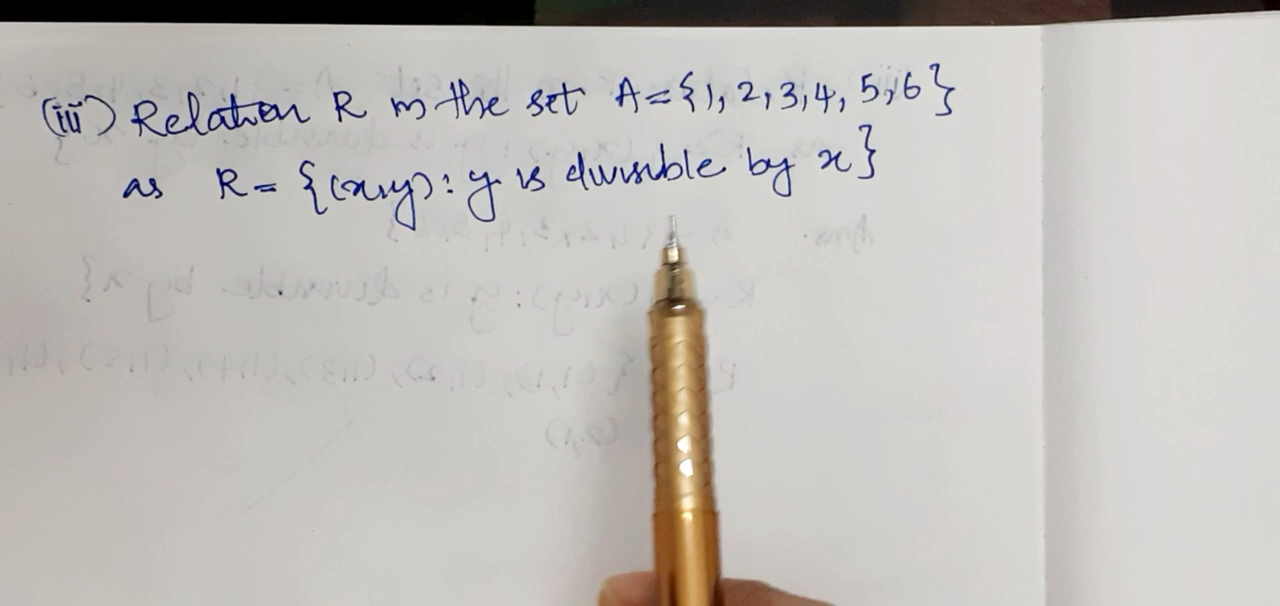 (iii) Relation R in the set A = {1, 2, 3, 4, 5, 6}
as R = {(x,y) : y is divisible by x}